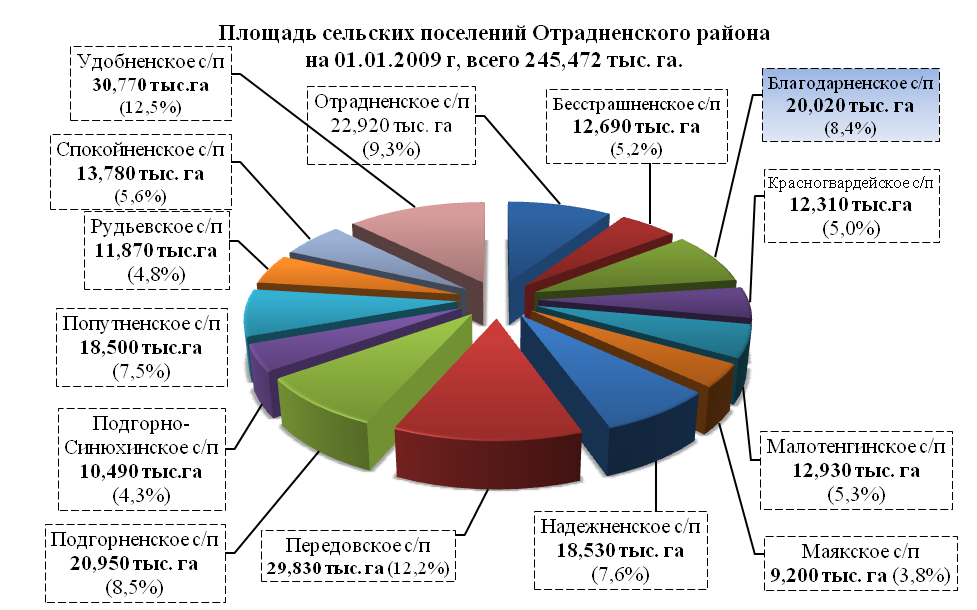 Площадь сельских поселений Отрадненского района
на 01.01.2009 г, всего 245,472 тыс. га.
Удобненское с/п
30,770 тыс.га
(12,5%)
Отрадненское с/п
22,920 тыс. га
(9,3%)
Бесстрашненское с/п
12,690 тыс. га
(5,2%)
Благодарненское с/п
20,020 тыс. га
(8,4%)
Спокойненское с/п
13,780 тыс. га
(5,6%)
Красногвардейское с/п
12,310 тыс.га
(5,0%)
Рудьевское с/п
11,870 тыс.га
(4,8%)
Попутненское с/п
18,500 тыс.га
(7,5%)
Подгорно-
Синюхинское с/п
10,490 тыс.га
(4,3%)
Малотенгинское с/п
12,930 тыс. га
(5,3%)
Подгорненское с/п
20,950 тыс. га
(8,5%)
Передовское с/п
29,830 тыс. га (12,2%)
Надежненское с/п
18,530 тыс. га
(7,6%)
Маякское с/п
9,200 тыс. га (3,8%)